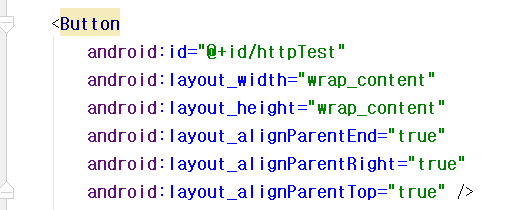 <Button
android:id="@+id/httpTest"
android:layout_width="wrap_content"
android:layout_height="wrap_content"
android:layout_alignParentEnd="true"
android:layout_alignParentRight="true"
android:layout_alignParentTop="true" />